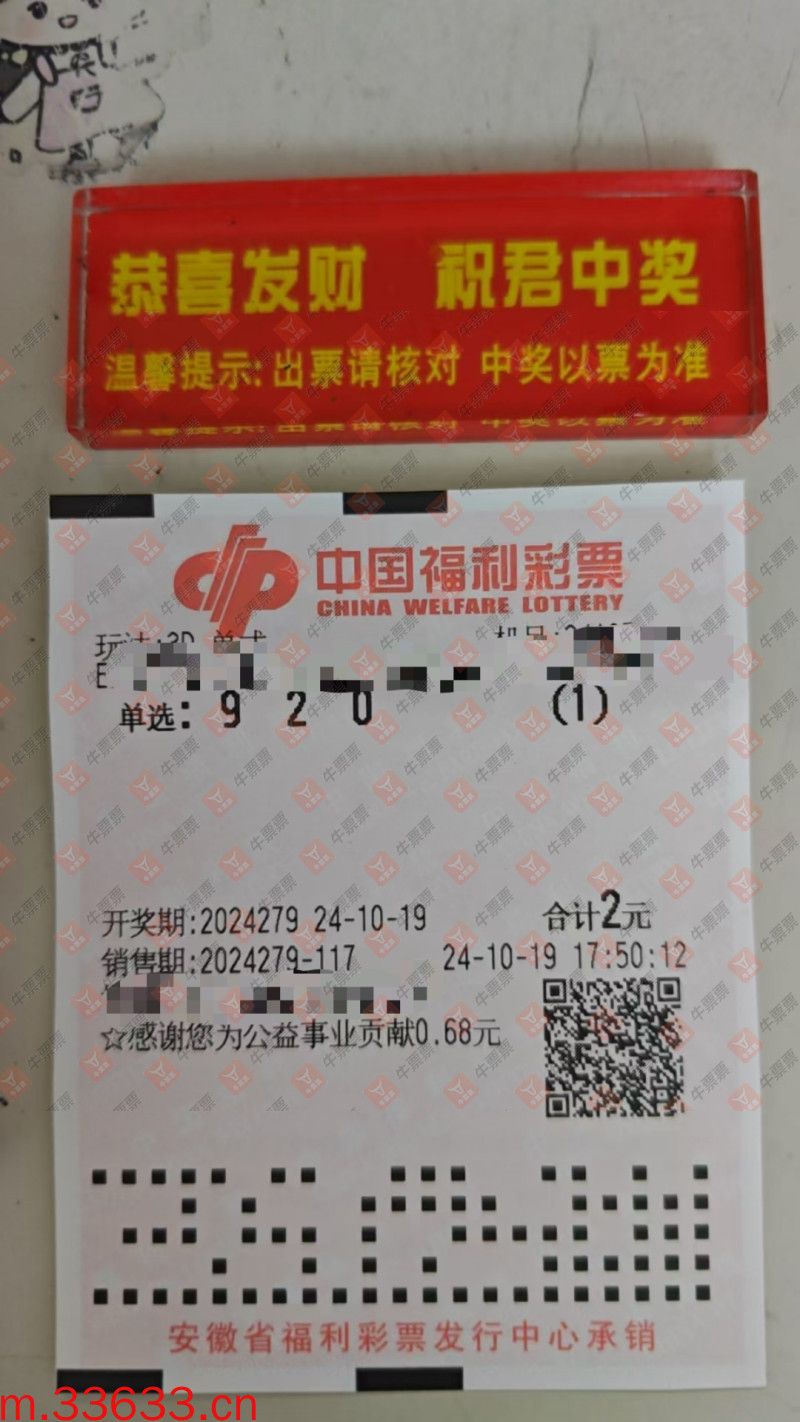 恭喜发财 祝君中奖
温馨提示: 出票请核对 中奖以票为准
中国福利彩票
CHINA WELFARE LOTTERY
单选: 9 2 0 (1)
开奖期:2024279 24-10-19 合计2元
销售期:2024279-117 24-10-19 17:50:12
☆感谢您为公益事业贡献0.68元
安徽省福利彩票发行中心承销
m.33633.cn
牛票票